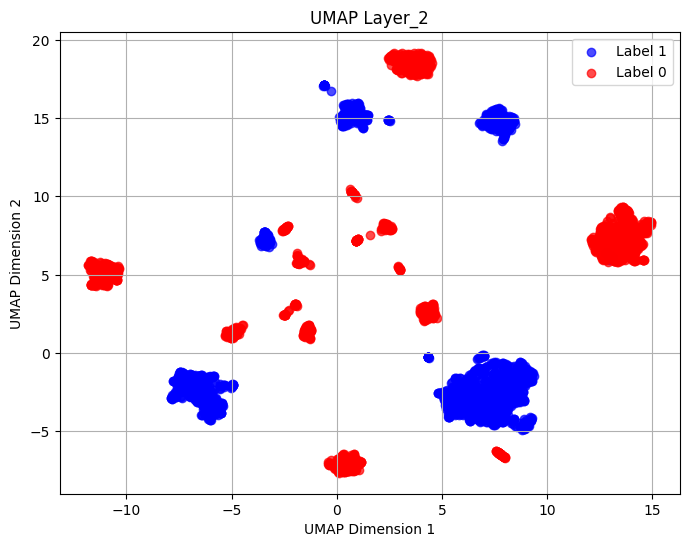 UMAP Layer_2
Label 1
Label 0
20
15
10
5
0
−5
UMAP Dimension 2
−10
−5
0
5
10
15
UMAP Dimension 1